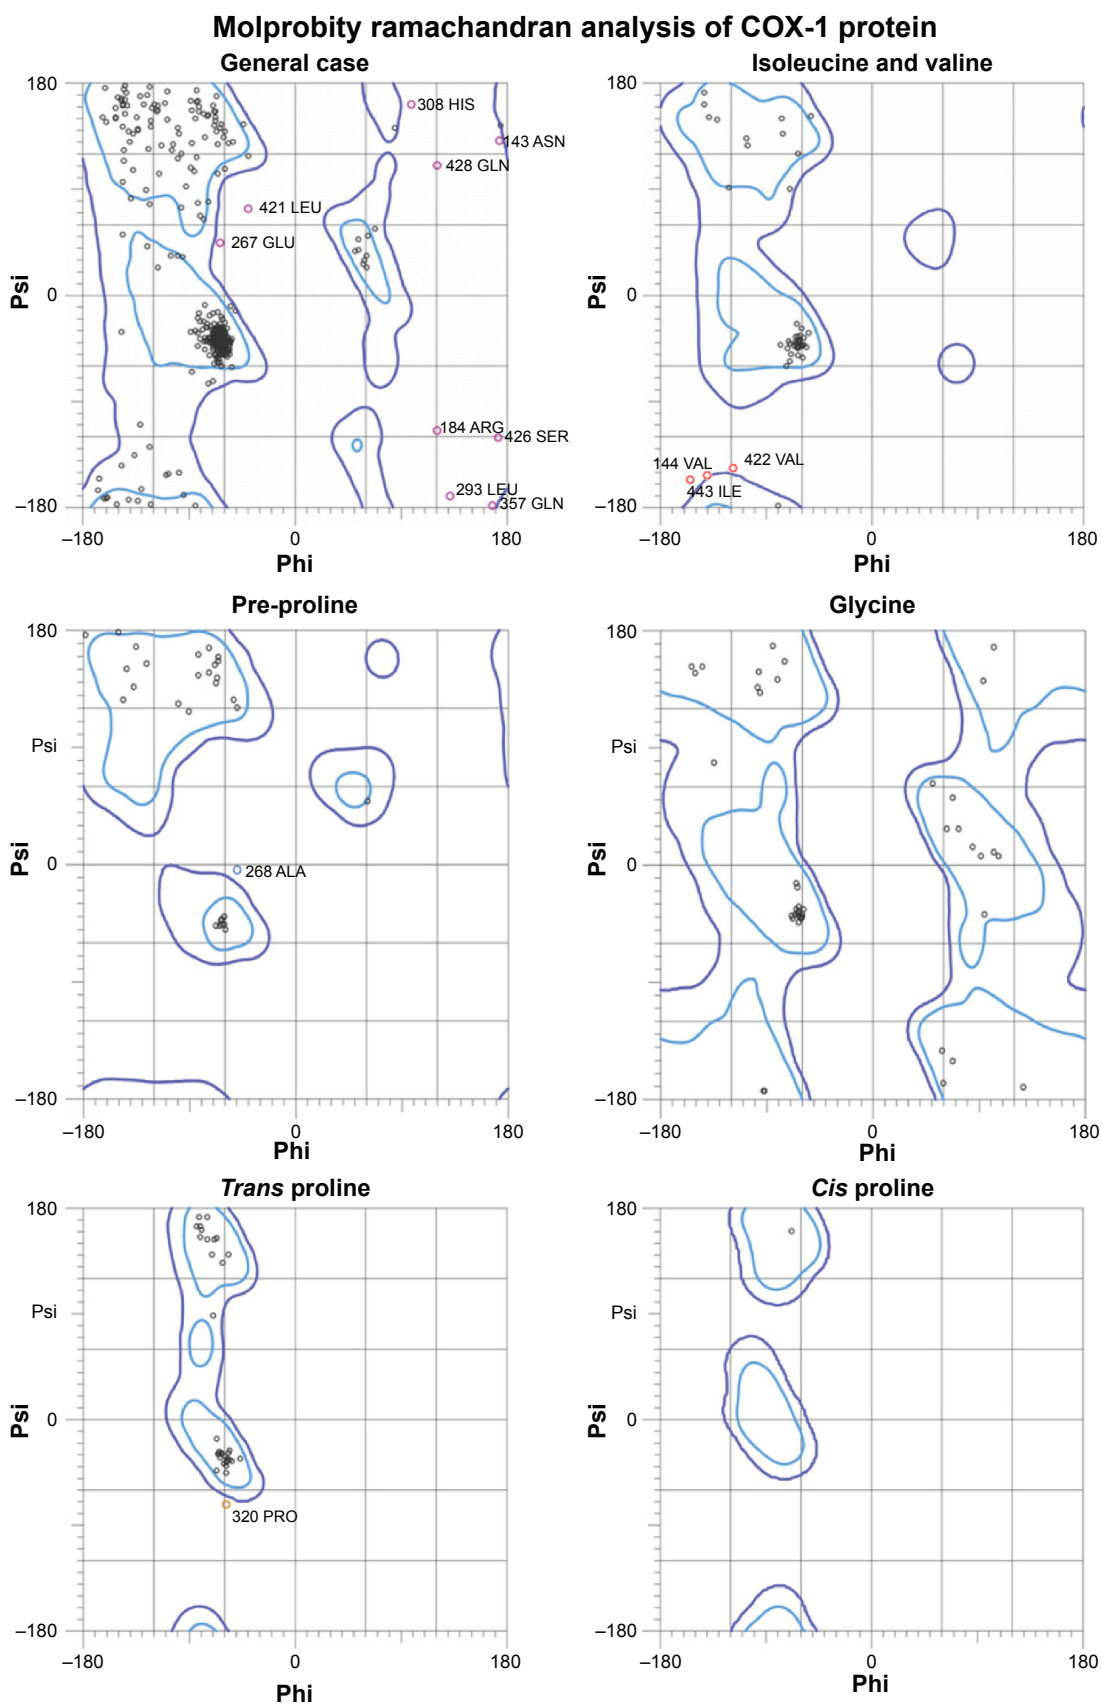 Molprobity ramachandran analysis of COX-1 protein
General case
180
0
–180
Psi
–180
0
180
Phi
308 HIS
143 ASN
428 GLN
421 LEU
267 GLU
184 ARG
426 SER
293 LEU
357 GLN
Isoleucine and valine
180
0
–180
Psi
–180
0
180
Phi
144 VAL
422 VAL
443 ILE
Pre-proline
180
Psi
0
–180
Psi
–180
0
180
Phi
268 ALA
Glycine
180
Psi
0
–180
Psi
–180
0
180
Phi
Trans proline
180
Psi
0
–180
Psi
–180
0
180
Phi
320 PRO
Cis proline
180
Psi
0
–180
Psi
–180
0
180
Phi